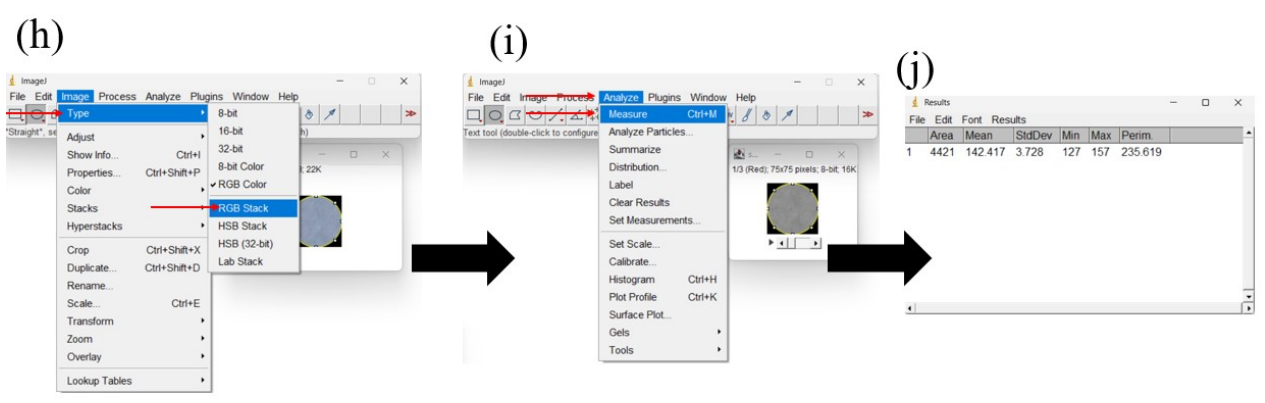 (h)
ImageJ
File Edit Image Process Analyze Plugins Window Help
"Straight", se
Type
Adjust
Show Info... Ctrl+I
Properties... Ctrl+Shift+P
Color
Stacks
Hyperstacks
Crop Ctrl+Shift+X
Duplicate... Ctrl+Shift+D
Rename...
Scale... Ctrl+E
Transform
Zoom
Overlay
Lookup Tables
8-bit
16-bit
32-bit
8-bit Color
RGB Color
RGB Stack
HSB Stack
HSB (32-bit)
Lab Stack
h)
22K
(i)
ImageJ
File Edit Image Process Analyze Plugins Window Help
Text tool (double-click to configure
Measure Ctrl+M
Analyze Particles...
Summarize
Distribution...
Label
Clear Results
Set Measurements...
Set Scale...
Calibrate...
Histogram Ctrl+H
Plot Profile Ctrl+K
Surface Plot...
Gels
Tools
s...
1/3 (Red); 75x75 pixels; 8-bit; 16K
(j)
Results
File Edit Font Results
Area Mean StdDev Min Max Perim.
1 4421 142.417 3.728 127 157 235.619